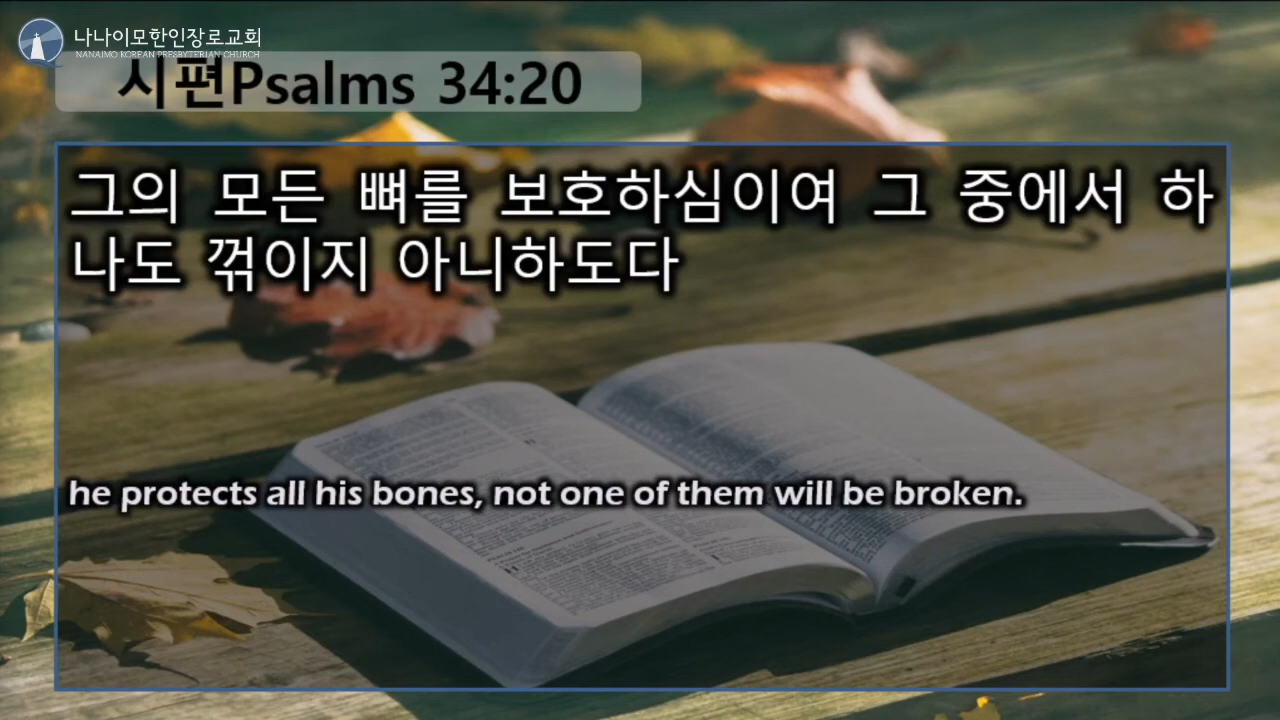 나나이모한인장로교회
NANAIMO KOREAN PRESBYTERIAN CHURCH
시편Psalms 34:20
그의 모든 뼈를 보호하심이여 그 중에서 하
나도 꺾이지 아니하도다
he protects all his bones, not one of them will be broken.